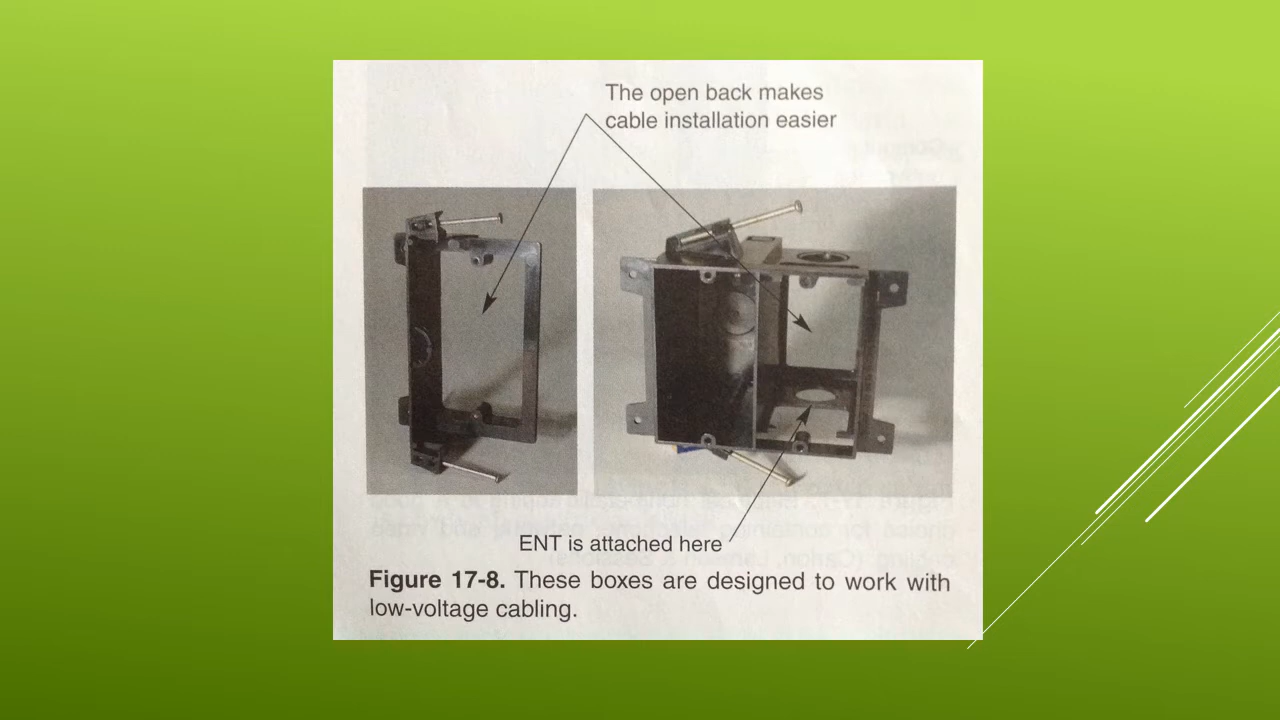 The open back makes
cable installation easier
ENT is attached here
Figure 17-8. These boxes are designed to work with
low-voltage cabling.